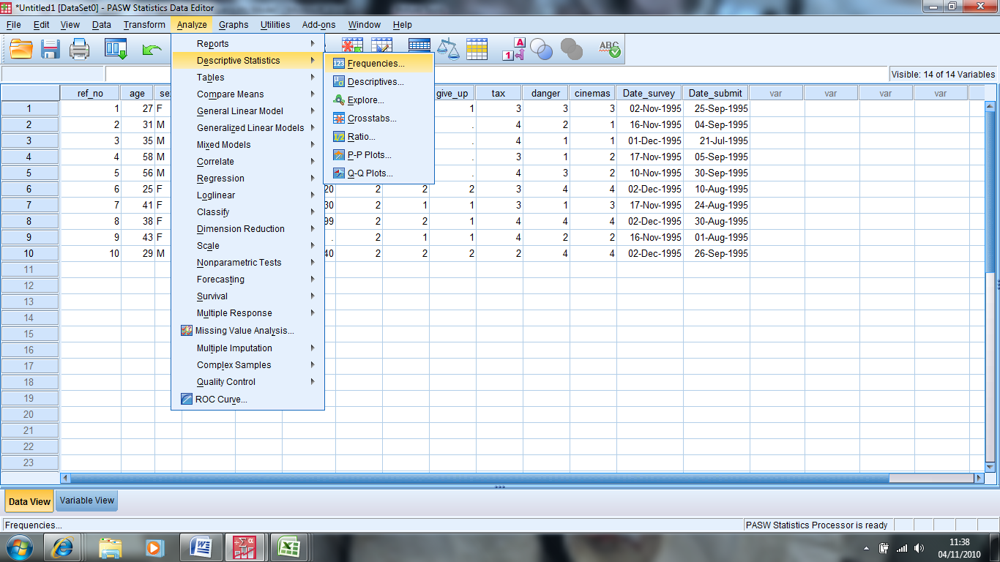 *Untitled1 [DataSet0] - PASW Statistics Data Editor
File Edit View Data Transform Analyze Graphs Utilities Add-ons Window Help
A
1
ABC
Visible: 14 of 14 Variables
Reports
Descriptive Statistics
Tables
Compare Means
General Linear Model
Generalized Linear Models
Mixed Models
Correlate
Regression
Loglinear
Classify
Dimension Reduction
Scale
Nonparametric Tests
Forecasting
Survival
Multiple Response
Missing Value Analysis...
Multiple Imputation
Complex Samples
Quality Control
ROC Curve...
Frequencies...
Descriptives...
Explore...
Crosstabs...
Ratio...
P-P Plots...
Q-Q Plots...
ref_no age se give_up tax danger cinemas Date_survey Date_submit var var var var
1 1 27 F 1 3 3 3 02-Nov-1995 25-Sep-1995
2 2 31 M . 4 2 1 16-Nov-1995 04-Sep-1995
3 3 35 M . 4 1 1 01-Dec-1995 21-Jul-1995
4 4 58 M . 3 1 2 17-Nov-1995 05-Sep-1995
5 5 56 M . 4 3 2 10-Nov-1995 30-Sep-1995
6 6 25 F 20 2 2 2 3 4 4 02-Dec-1995 10-Aug-1995
7 7 41 F 30 2 1 1 3 1 3 17-Nov-1995 24-Aug-1995
8 8 38 F 99 2 2 1 4 4 4 02-Dec-1995 30-Aug-1995
9 9 43 F . 2 1 1 4 2 2 16-Nov-1995 01-Aug-1995
10 10 29 M 40 2 2 2 2 4 4 02-Dec-1995 26-Sep-1995
11
12
13
14
15
16
17
18
19
20
21
22
23
Data View Variable View
Frequencies... PASW Statistics Processor is ready
11:38
04/11/2010